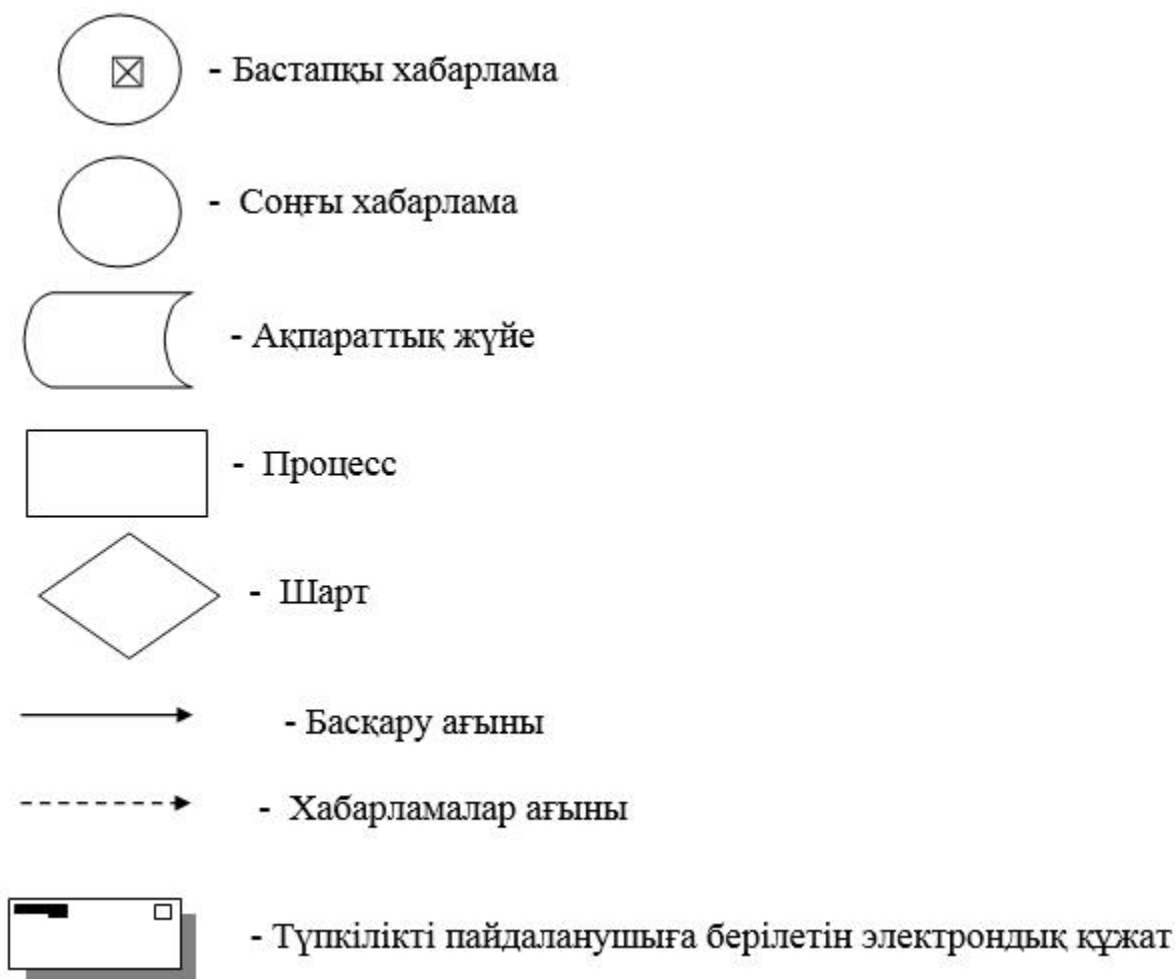 - Бастапқы хабарлама
- Соңғы хабарлама
- Ақпараттық жүйе
- Процесс
- Шарт
- Басқару ағыны
- Хабарламалар ағыны
- Түпкілікті пайдаланушыға берілетін электрондық құжат